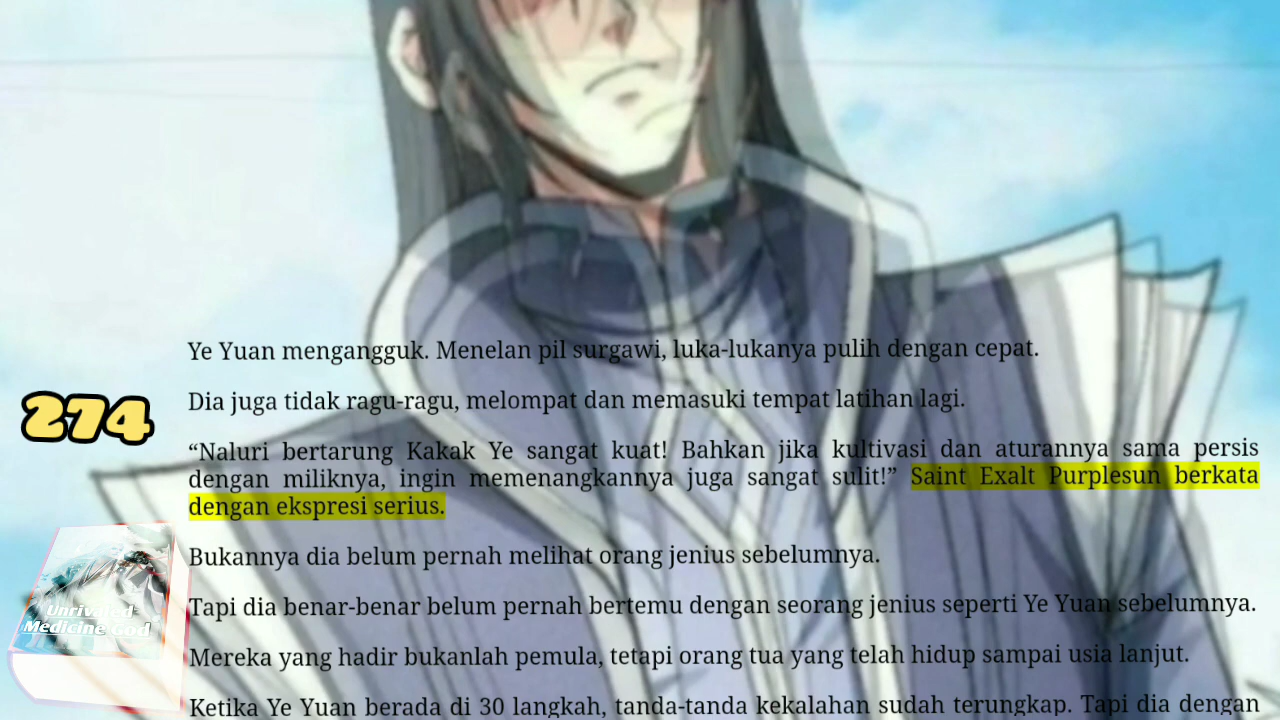 Ye Yuan mengangguk. Menelan pil surgawi, luka-lukanya pulih dengan cepat.
Dia juga tidak ragu-ragu, melompat dan memasuki tempat latihan lagi.
274
“Naluri bertarung Kakak Ye sangat kuat! Bahkan jika kultivasi dan aturannya sama persis
dengan miliknya, ingin memenangkannya juga sangat sulit!” Saint Exalt Purplesun berkata
dengan ekspresi serius.
Bukannya dia belum pernah melihat orang jenius sebelumnya.
Tapi dia benar-benar belum pernah bertemu dengan seorang jenius seperti Ye Yuan sebelumnya.
Unrivaled
Medicine God
Mereka yang hadir bukanlah pemula, tetapi orang tua yang telah hidup sampai usia lanjut.
Ketika Ye Yuan berada di 30 langkah, tanda-tanda kekalahan sudah terungkap. Tapi dia dengan